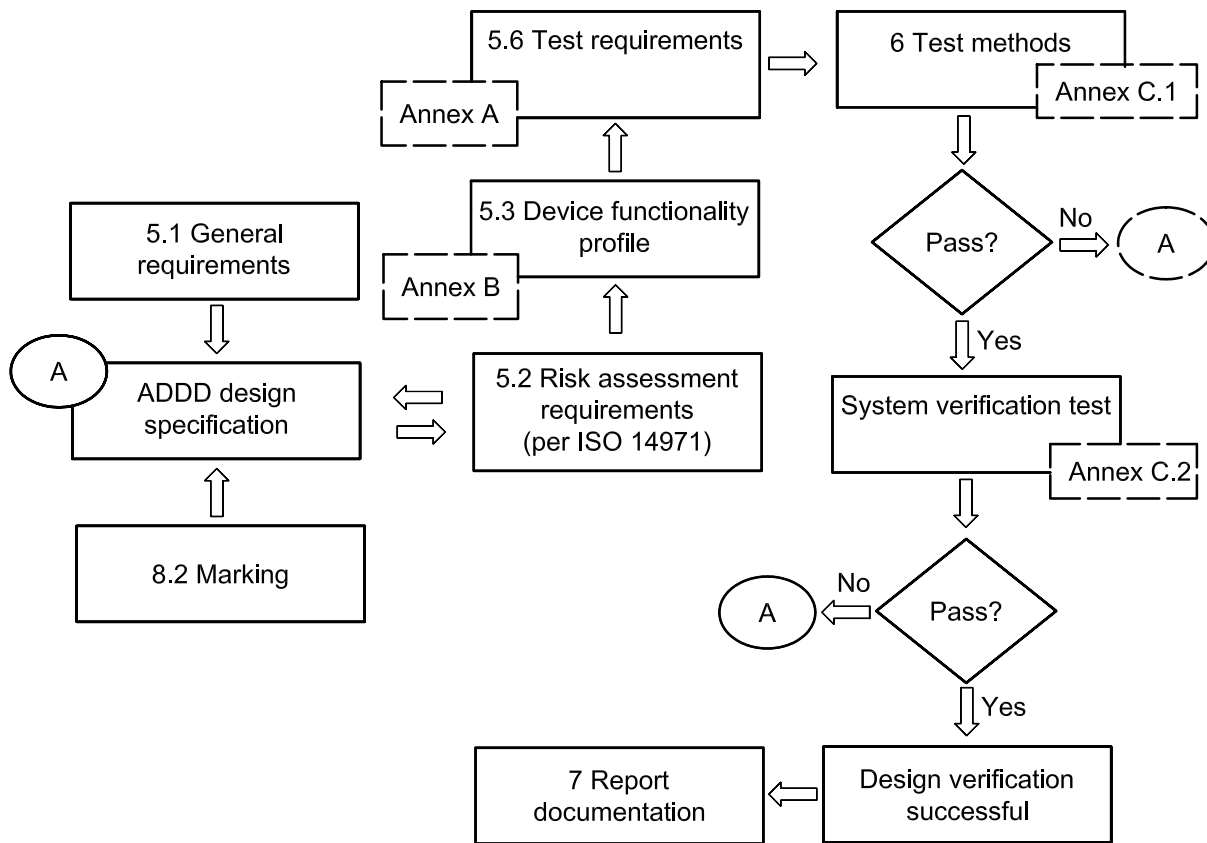 5.6 Test requirements
Annex A
6 Test methods
Annex C.1
5.3 Device functionality
profile
Annex B
5.1 General
requirements
Pass?
No
A
Yes
A
ADDD design
specification
5.2 Risk assessment
requirements
(per ISO 14971)
System verification test
Annex C.2
8.2 Marking
Pass?
No
A
Yes
Design verification
successful
7 Report
documentation